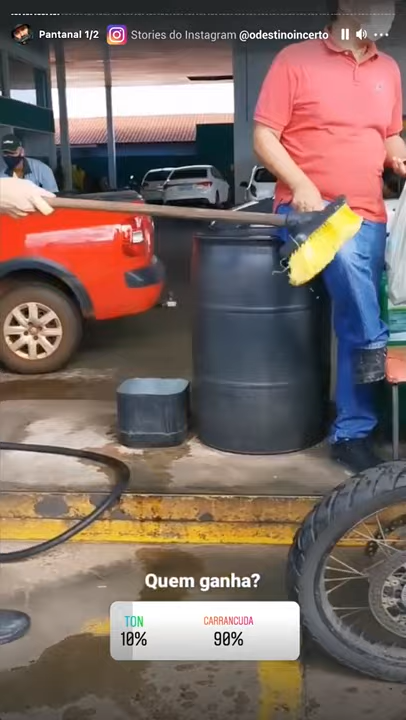 Pantanal 1/2 Stories do Instagram @odestinoincerto
Quem ganha?
TON CARRANCUDA
10% 90%